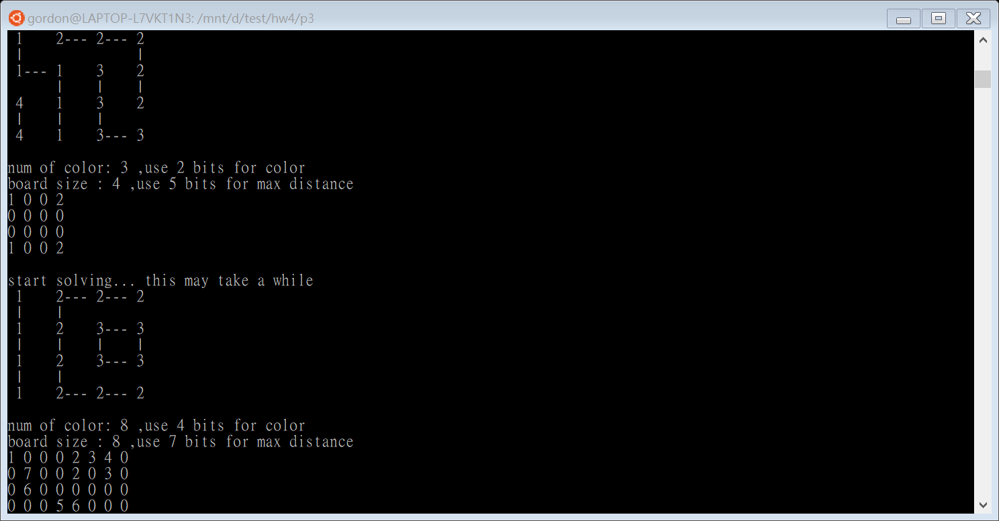 gordon@LAPTOP-L7VKT1N3: /mnt/d/test/hw4/p3
1    2--- 2--- 2
|              |
1--- 1    3    2
     |    |    |
4    1    3    2
|    |    |
4    1    3--- 3
num of color: 3 ,use 2 bits for color
board size : 4 ,use 5 bits for max distance
1 0 0 2
0 0 0 0
0 0 0 0
1 0 0 2
start solving... this may take a while
1    2--- 2--- 2
|    |
1    2    3--- 3
|    |    |    |
1    2    3--- 3
|    |
1    2--- 2--- 2
num of color: 8 ,use 4 bits for color
board size : 8 ,use 7 bits for max distance
1 0 0 0 2 3 4 0
0 7 0 0 2 0 3 0
0 6 0 0 0 0 0 0
0 0 0 5 6 0 0 0